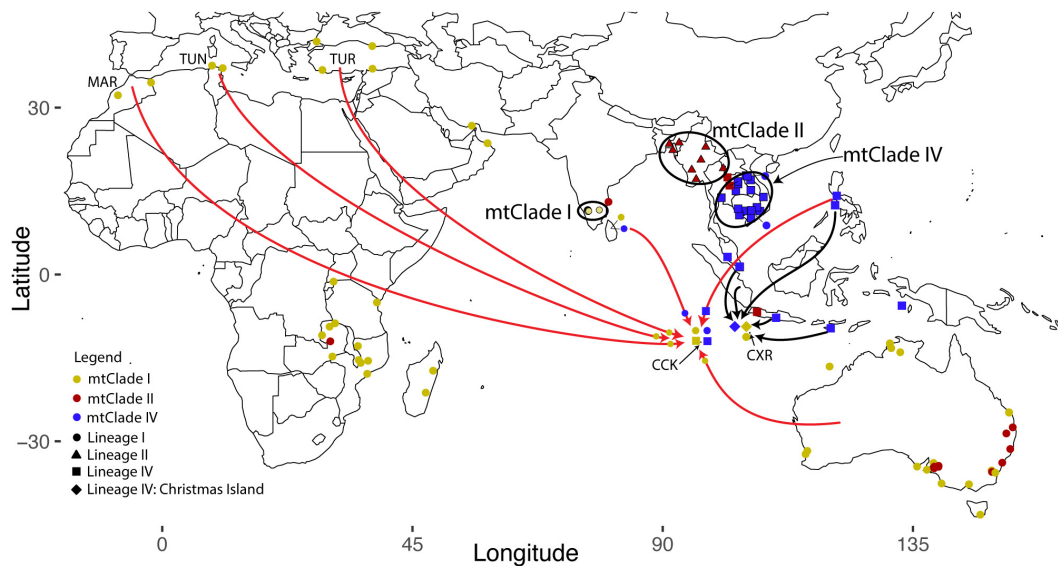 TUN
TUR
MAR
30
mtClade II
mtClade IV
mtClade I
0
Latitude
CCK
CXR
Legend
mtClade I
mtClade II
mtClade IV
Lineage I
Lineage II
Lineage IV
Lineage IV: Christmas Island
−30
0
45
90
135
Longitude